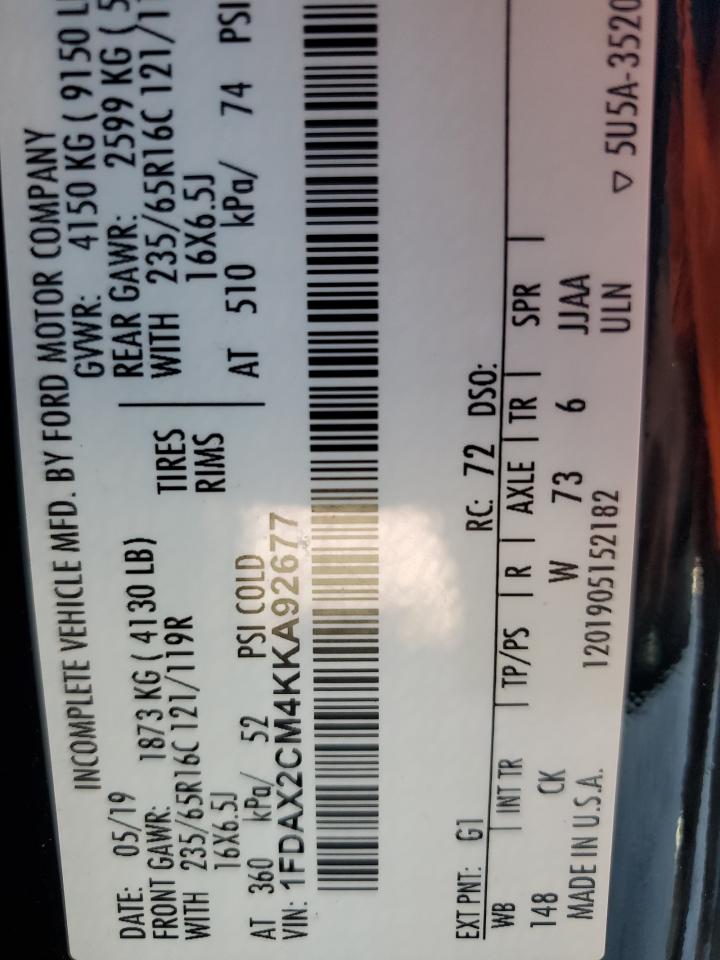 INCOMPLETE VEHICLE MFD. BY FORD MOTOR COMPANY
DATE: 05/19 GVWR: 4150 KG ( 9150 L
FRONT GAWR: 1873 KG ( 4130 LB) REAR GAWR: 2599 KG ( 5
WITH 235/65R16C 121/119R TIRES WITH 235/65R16C 121/11
16X6.5J RIMS 16X6.5J
AT 360 kPa/ 52 PSI COLD AT 510 kPa/ 74 PSI
VIN: 1FDAX2CM4KKA92677
EXT PNT: G1 RC: 72 DSO:
WB INT TR TP/PS R AXLE TR SPR
148 CK W 73 6 JJAA
MADE IN U.S.A. 1201905152182 ULN
▽ 5U5A-3520